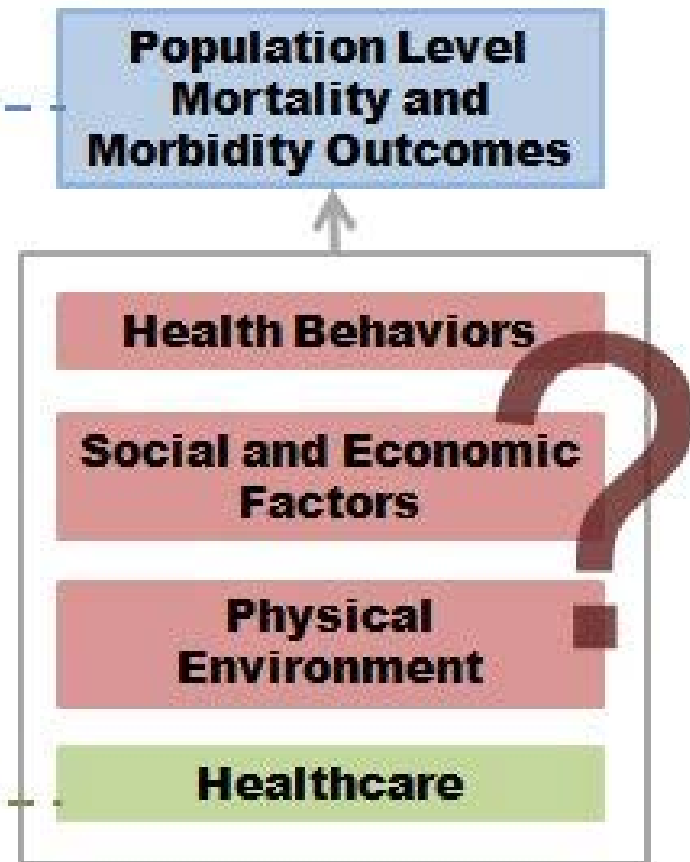 Population Level
Mortality and
Morbidity Outcomes
Health Behaviors
Social and Economic
Factors
Physical
Environment
Healthcare
?